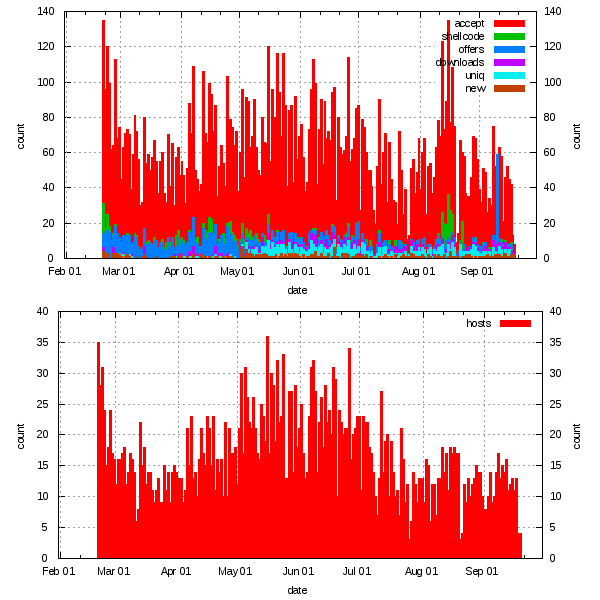 140 140
accept
shellcode
120 offers 120
downloads
uniq
100 new 100
80 80
count count
60 60
40 40
20 20
0 0
Feb 01 Mar 01 Apr 01 May 01 Jun 01 Jul 01 Aug 01 Sep 01
date
40 40
hosts
35 35
30 30
25 25
count count
20 20
15 15
10 10
5 5
0 0
Feb 01 Mar 01 Apr 01 May 01 Jun 01 Jul 01 Aug 01 Sep 01
date